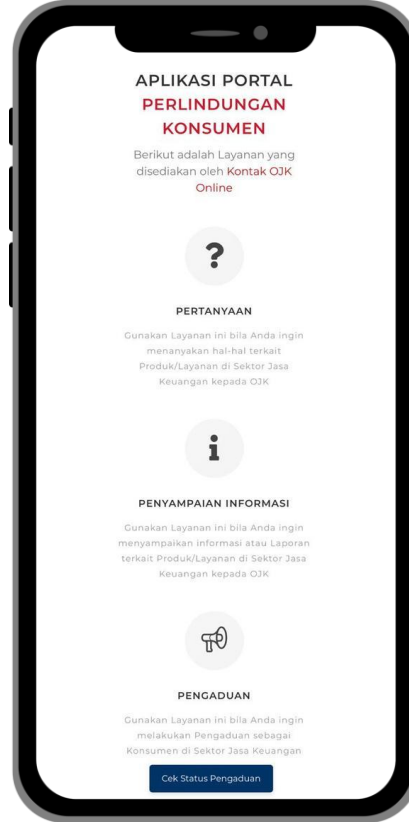 APLIKASI PORTAL
PERLINDUNGAN
KONSUMEN
Berikut adalah Layanan yang
disediakan oleh Kontak OJK
Online
?
PERTANYAAN
Gunakan Layanan ini bila Anda ingin
menanyakan hal-hal terkait
Produk/Layanan di Sektor Jasa
Keuangan kepada OJK
i
PENYAMPAIAN INFORMASI
Gunakan Layanan ini bila Anda ingin
menyampaikan informasi atau Laporan
terkait Produk/Layanan di Sektor Jasa
Keuangan kepada OJK
PENGADUAN
Gunakan Layanan ini bila Anda ingin
melakukan Pengaduan sebagai
Konsumen di Sektor Jasa Keuangan
Cek Status Pengaduan